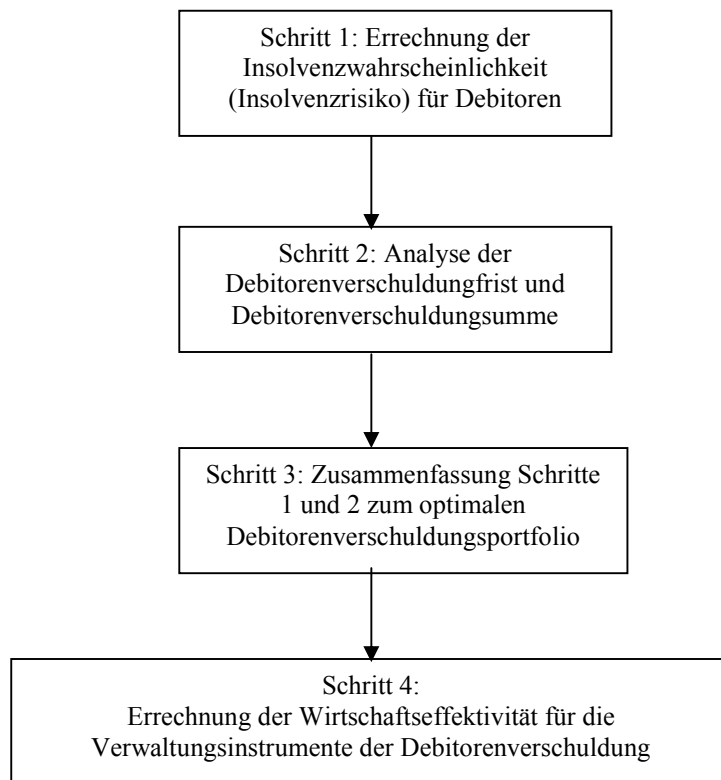 Schritt 1: Errechnung der
Insolvenzwahrscheinlichkeit
(Insolvenzrisiko) für Debitoren
Schritt 2: Analyse der
Debitorenverschuldungfrist und
Debitorenverschuldungsumme
Schritt 3: Zusammenfassung Schritte
1 und 2 zum optimalen
Debitorenverschuldungsportfolio
Schritt 4:
Errechnung der Wirtschaftseffektivität für die
Verwaltungsinstrumente der Debitorenverschuldung